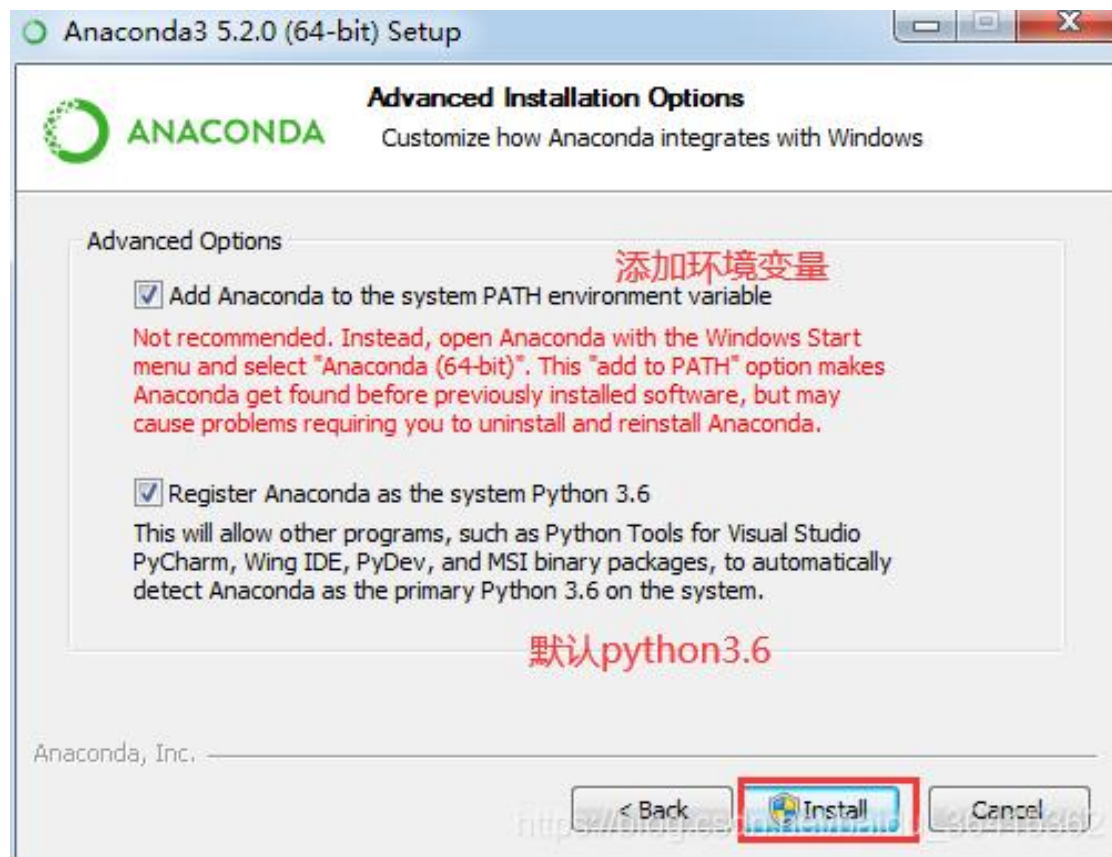 Anaconda3 5.2.0 (64-bit) Setup
Advanced Installation Options
ANACONDA
Customize how Anaconda integrates with Windows
Advanced Options
添加环境变量
Add Anaconda to the system PATH environment variable
Not recommended. Instead, open Anaconda with the Windows Start
menu and select "Anaconda (64-bit)". This "add to PATH" option makes
Anaconda get found before previously installed software, but may
cause problems requiring you to uninstall and reinstall Anaconda.
Register Anaconda as the system Python 3.6
This will allow other programs, such as Python Tools for Visual Studio
PyCharm, Wing IDE, PyDev, and MSI binary packages, to automatically
detect Anaconda as the primary Python 3.6 on the system.
默认python3.6
Anaconda, Inc.
< Back Install Cancel